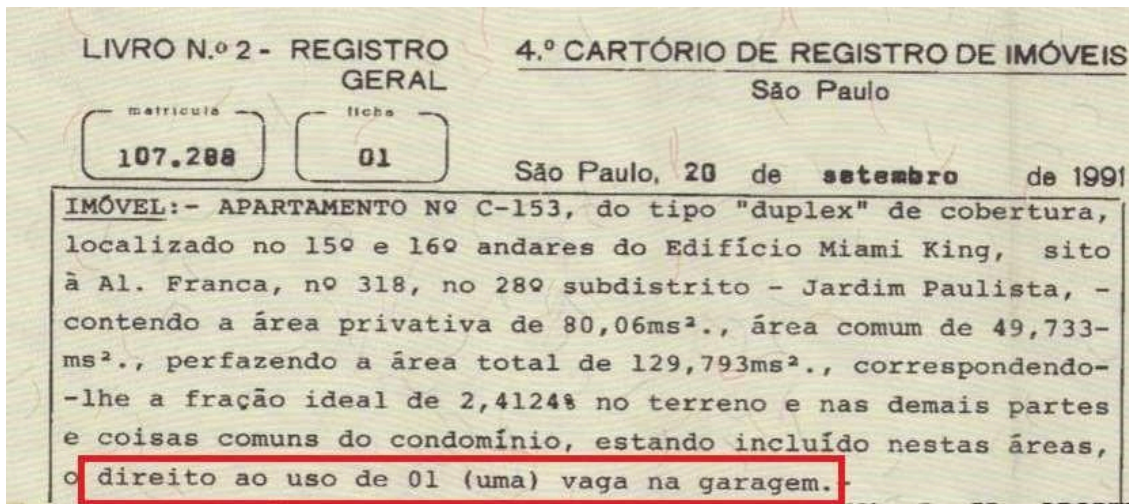 LIVRO N.º 2 - REGISTRO GERAL
4.º CARTÓRIO DE REGISTRO DE IMÓVEIS
São Paulo
matrícula
107.288
ficha
01
São Paulo, 20 de setembro de 1991
IMÓVEL:- APARTAMENTO Nº C-153, do tipo "duplex" de cobertura,
localizado no 15º e 16º andares do Edifício Miami King, sito
à Al. Franca, nº 318, no 28º subdistrito - Jardim Paulista, -
contendo a área privativa de 80,06ms²., área comum de 49,733-
ms²., perfazendo a área total de 129,793ms²., correspondendo-
-lhe a fração ideal de 2,4124% no terreno e nas demais partes
e coisas comuns do condomínio, estando incluído nestas áreas,
o direito ao uso de 01 (uma) vaga na garagem.-